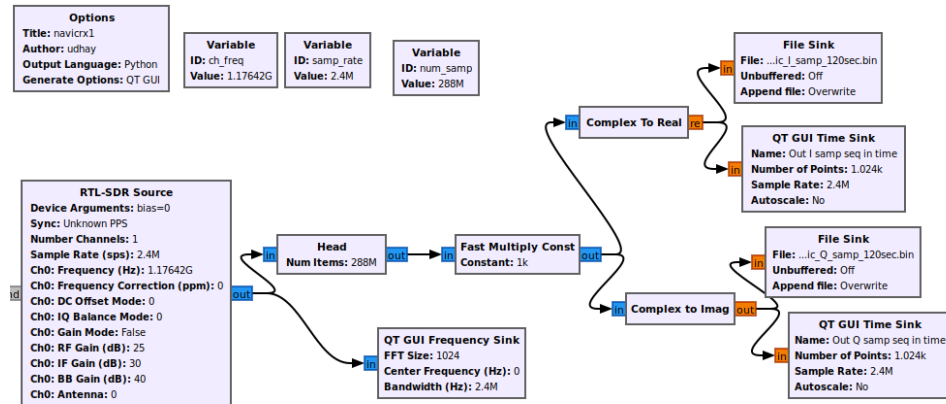 Options
Title: navicrx1
Author: udhay
Output Language: Python
Generate Options: QT GUI
Variable
ID: ch_freq
Value: 1.17642G
Variable
ID: samp_rate
Value: 2.4M
Variable
ID: num_samp
Value: 288M
File Sink
File: ...ic_I_samp_120sec.bin
Unbuffered: Off
Append file: Overwrite
in
in
Complex To Real
re
QT GUI Time Sink
Name: Out I samp seq in time
Number of Points: 1.024k
Sample Rate: 2.4M
Autoscale: No
in
RTL-SDR Source
Device Arguments: bias=0
Sync: Unknown PPS
Number Channels: 1
Sample Rate (sps): 2.4M
Ch0: Frequency (Hz): 1.17642G
Ch0: Frequency Correction (ppm): 0
Ch0: DC Offset Mode: 0
Ch0: IQ Balance Mode: 0
Ch0: Gain Mode: False
Ch0: RF Gain (dB): 25
Ch0: IF Gain (dB): 30
Ch0: BB Gain (dB): 40
Ch0: Antenna: 0
nd
out
in
Head
Num Items: 288M
out
in
Fast Multiply Const
Constant: 1k
out
in
Complex to Imag
out
File Sink
File: ...ic_Q_samp_120sec.bin
Unbuffered: Off
Append file: Overwrite
in
QT GUI Frequency Sink
FFT Size: 1024
Center Frequency (Hz): 0
Bandwidth (Hz): 2.4M
in
QT GUI Time Sink
Name: Out Q samp seq in time
Number of Points: 1.024k
Sample Rate: 2.4M
Autoscale: No
in